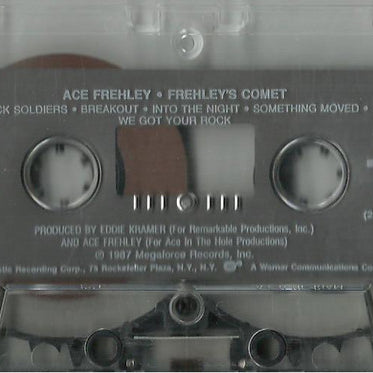 ACE FREHLEY • FREHLEY'S COMET
CK SOLDIERS • BREAKOUT • INTO THE NIGHT • SOMETHING MOVED •
WE GOT YOUR ROCK
PRODUCED BY EDDIE KRAMER (For Remarkable Productions, Inc.)
AND ACE FREHLEY (For Ace In The Hole Productions)
℗ 1987 Megaforce Records, Inc.
tic Recording Corp., 75 Rockefeller Plaza, N.Y., N.Y. A Warner Communications Co